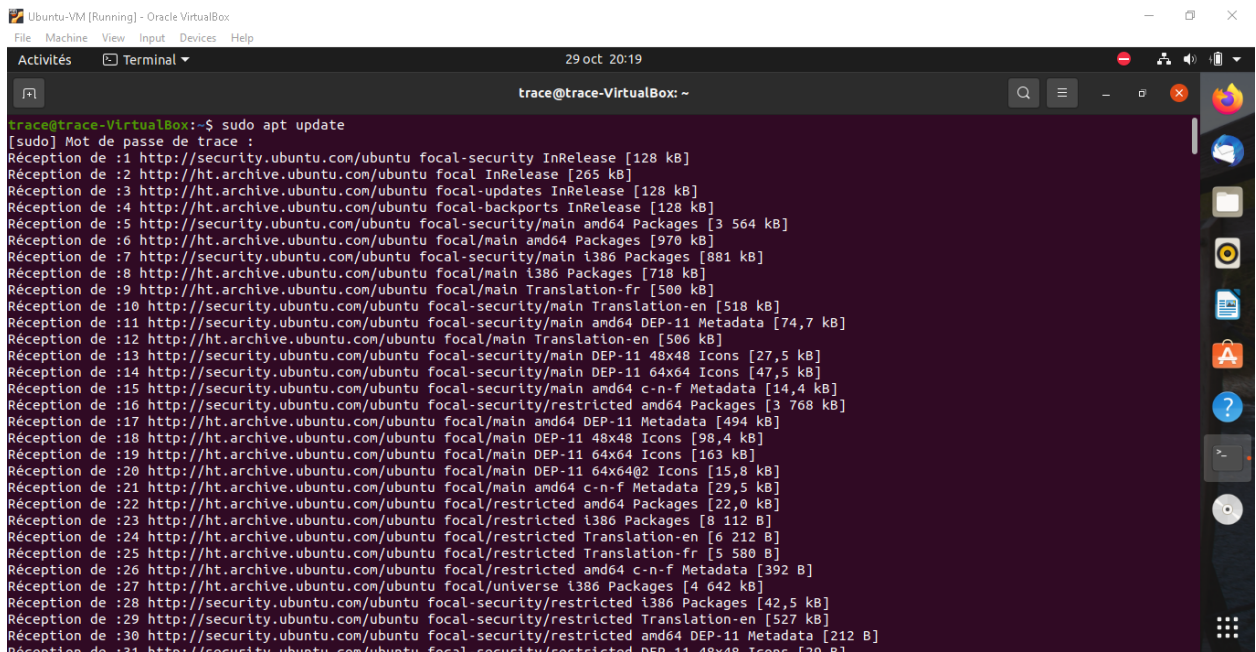 Ubuntu-VM [Running] - Oracle VirtualBox
File Machine View Input Devices Help
Activités Terminal 29 oct 20:19
trace@trace-VirtualBox: ~
trace@trace-VirtualBox:~$ sudo apt update
[sudo] Mot de passe de trace :
Réception de :1 http://security.ubuntu.com/ubuntu focal-security InRelease [128 kB]
Réception de :2 http://ht.archive.ubuntu.com/ubuntu focal InRelease [265 kB]
Réception de :3 http://ht.archive.ubuntu.com/ubuntu focal-updates InRelease [128 kB]
Réception de :4 http://ht.archive.ubuntu.com/ubuntu focal-backports InRelease [128 kB]
Réception de :5 http://security.ubuntu.com/ubuntu focal-security/main amd64 Packages [3 564 kB]
Réception de :6 http://ht.archive.ubuntu.com/ubuntu focal/main amd64 Packages [970 kB]
Réception de :7 http://security.ubuntu.com/ubuntu focal-security/main i386 Packages [881 kB]
Réception de :8 http://ht.archive.ubuntu.com/ubuntu focal/main i386 Packages [718 kB]
Réception de :9 http://ht.archive.ubuntu.com/ubuntu focal/main Translation-fr [500 kB]
Réception de :10 http://security.ubuntu.com/ubuntu focal-security/main Translation-en [518 kB]
Réception de :11 http://security.ubuntu.com/ubuntu focal-security/main amd64 DEP-11 Metadata [74,7 kB]
Réception de :12 http://ht.archive.ubuntu.com/ubuntu focal/main Translation-en [506 kB]
Réception de :13 http://security.ubuntu.com/ubuntu focal-security/main DEP-11 48x48 Icons [27,5 kB]
Réception de :14 http://security.ubuntu.com/ubuntu focal-security/main DEP-11 64x64 Icons [47,5 kB]
Réception de :15 http://security.ubuntu.com/ubuntu focal-security/main amd64 c-n-f Metadata [14,4 kB]
Réception de :16 http://security.ubuntu.com/ubuntu focal-security/restricted amd64 Packages [3 768 kB]
Réception de :17 http://ht.archive.ubuntu.com/ubuntu focal/main amd64 DEP-11 Metadata [494 kB]
Réception de :18 http://ht.archive.ubuntu.com/ubuntu focal/main DEP-11 48x48 Icons [98,4 kB]
Réception de :19 http://ht.archive.ubuntu.com/ubuntu focal/main DEP-11 64x64 Icons [163 kB]
Réception de :20 http://ht.archive.ubuntu.com/ubuntu focal/main DEP-11 64x64@2 Icons [15,8 kB]
Réception de :21 http://ht.archive.ubuntu.com/ubuntu focal/main amd64 c-n-f Metadata [29,5 kB]
Réception de :22 http://ht.archive.ubuntu.com/ubuntu focal/restricted amd64 Packages [22,0 kB]
Réception de :23 http://ht.archive.ubuntu.com/ubuntu focal/restricted i386 Packages [8 112 B]
Réception de :24 http://ht.archive.ubuntu.com/ubuntu focal/restricted Translation-en [6 212 B]
Réception de :25 http://ht.archive.ubuntu.com/ubuntu focal/restricted Translation-fr [5 580 B]
Réception de :26 http://ht.archive.ubuntu.com/ubuntu focal/restricted amd64 c-n-f Metadata [392 B]
Réception de :27 http://ht.archive.ubuntu.com/ubuntu focal/universe i386 Packages [4 642 kB]
Réception de :28 http://security.ubuntu.com/ubuntu focal-security/restricted i386 Packages [42,5 kB]
Réception de :29 http://security.ubuntu.com/ubuntu focal-security/restricted Translation-en [527 kB]
Réception de :30 http://security.ubuntu.com/ubuntu focal-security/restricted amd64 DEP-11 Metadata [212 B]
Réception de :31 http://security.ubuntu.com/ubuntu focal-security/restricted DEP-11 48x48 Icons [29 B]